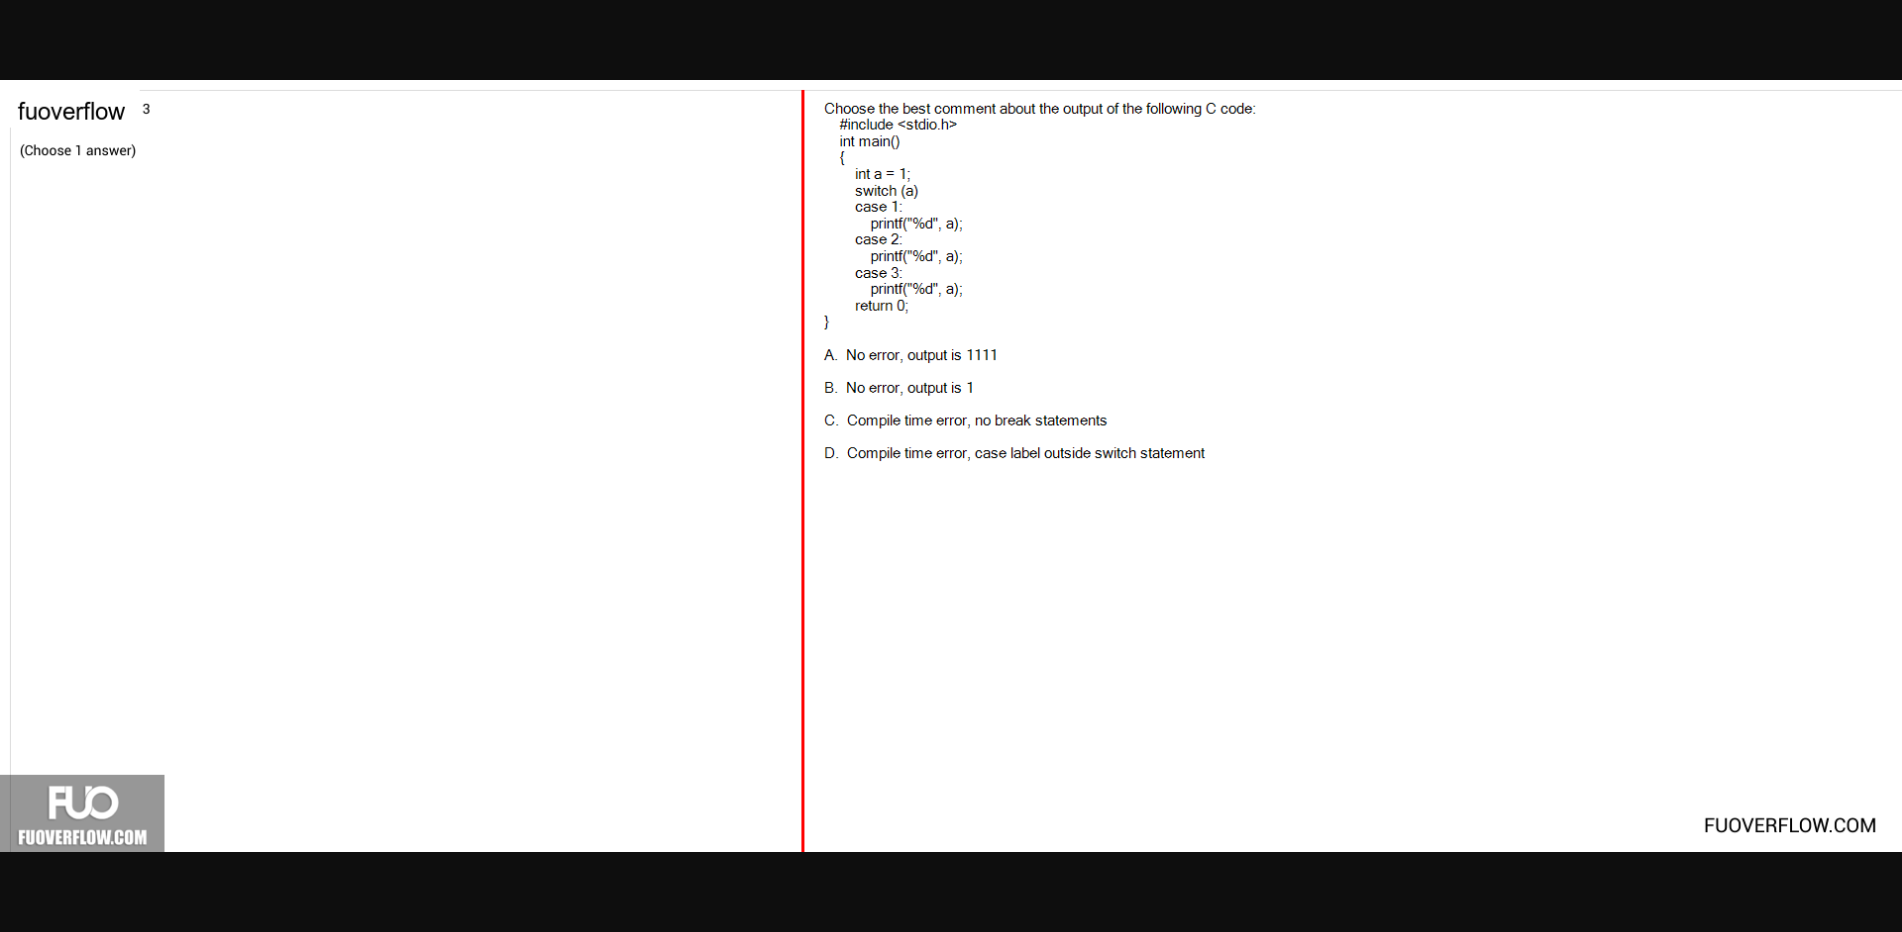 fuoverflow 3
(Choose 1 answer)
Choose the best comment about the output of the following C code:
#include <stdio.h>
int main()
{
int a = 1;
switch (a)
case 1:
printf("%d", a);
case 2:
printf("%d", a);
case 3:
printf("%d", a);
return 0;
}
A. No error, output is 1111
B. No error, output is 1
C. Compile time error, no break statements
D. Compile time error, case label outside switch statement
FUO
FUOVERFLOW.COM
FUOVERFLOW.COM